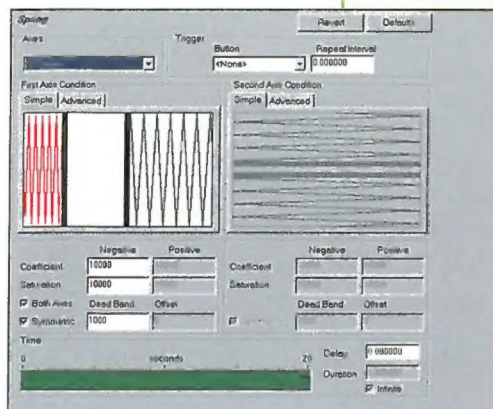 Spring
Revert Defaults
Axes Trigger
Button Repeat Interval
<None> 0.000000
First Axis Condition Second Axis Condition
Simple Advanced Simple Advanced
Negative Positive Negative Positive
Coefficient 10000 Coefficient
Saturation 10000 Saturation
Both Axes Dead Band Offset Dead Band Offset
Symmetric 1000
Time
0 seconds 20
Delay 0.000000
Duration
Infinite